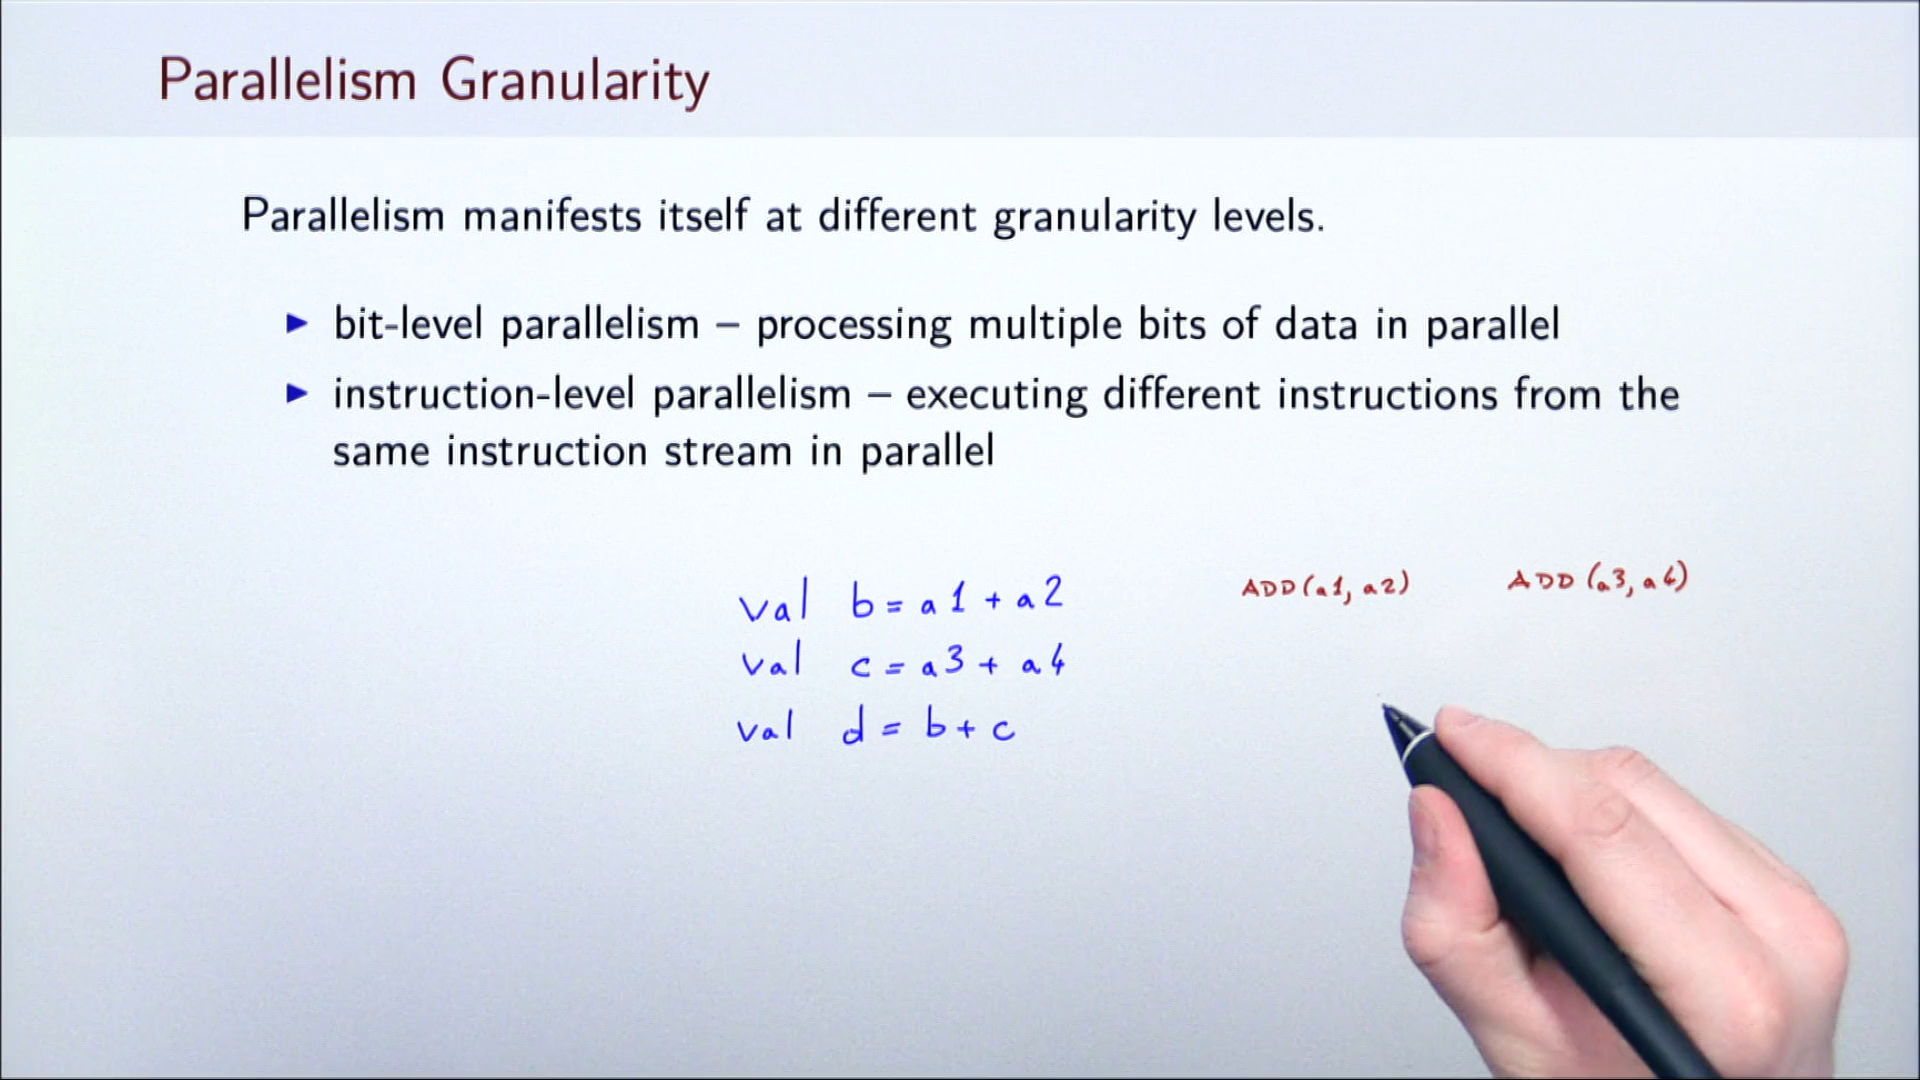 Parallelism Granularity
Parallelism manifests itself at different granularity levels.
▶ bit-level parallelism – processing multiple bits of data in parallel
▶ instruction-level parallelism – executing different instructions from the
same instruction stream in parallel
val b = a1 + a2
val c = a3 + a4
val d = b + c
ADD(a1, a2) ADD(a3, a4)